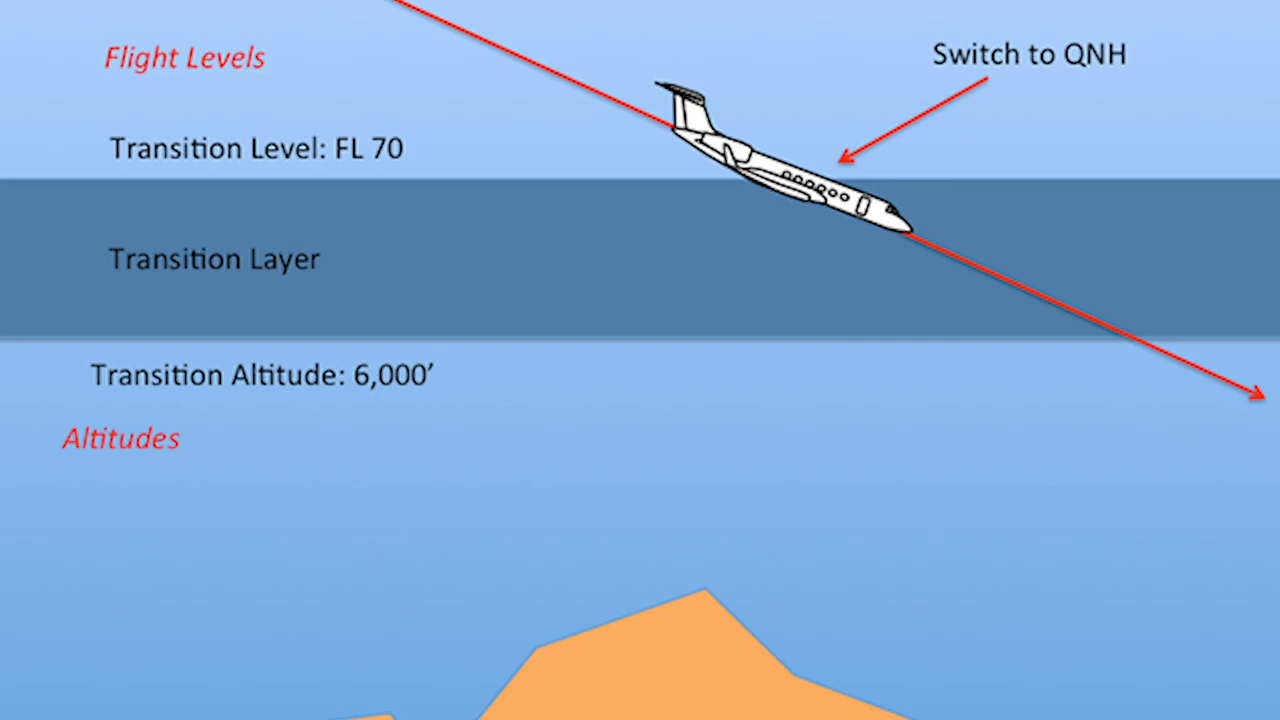 Flight Levels
Switch to QNH
Transition Level: FL 70
Transition Layer
Transition Altitude: 6,000’
Altitudes